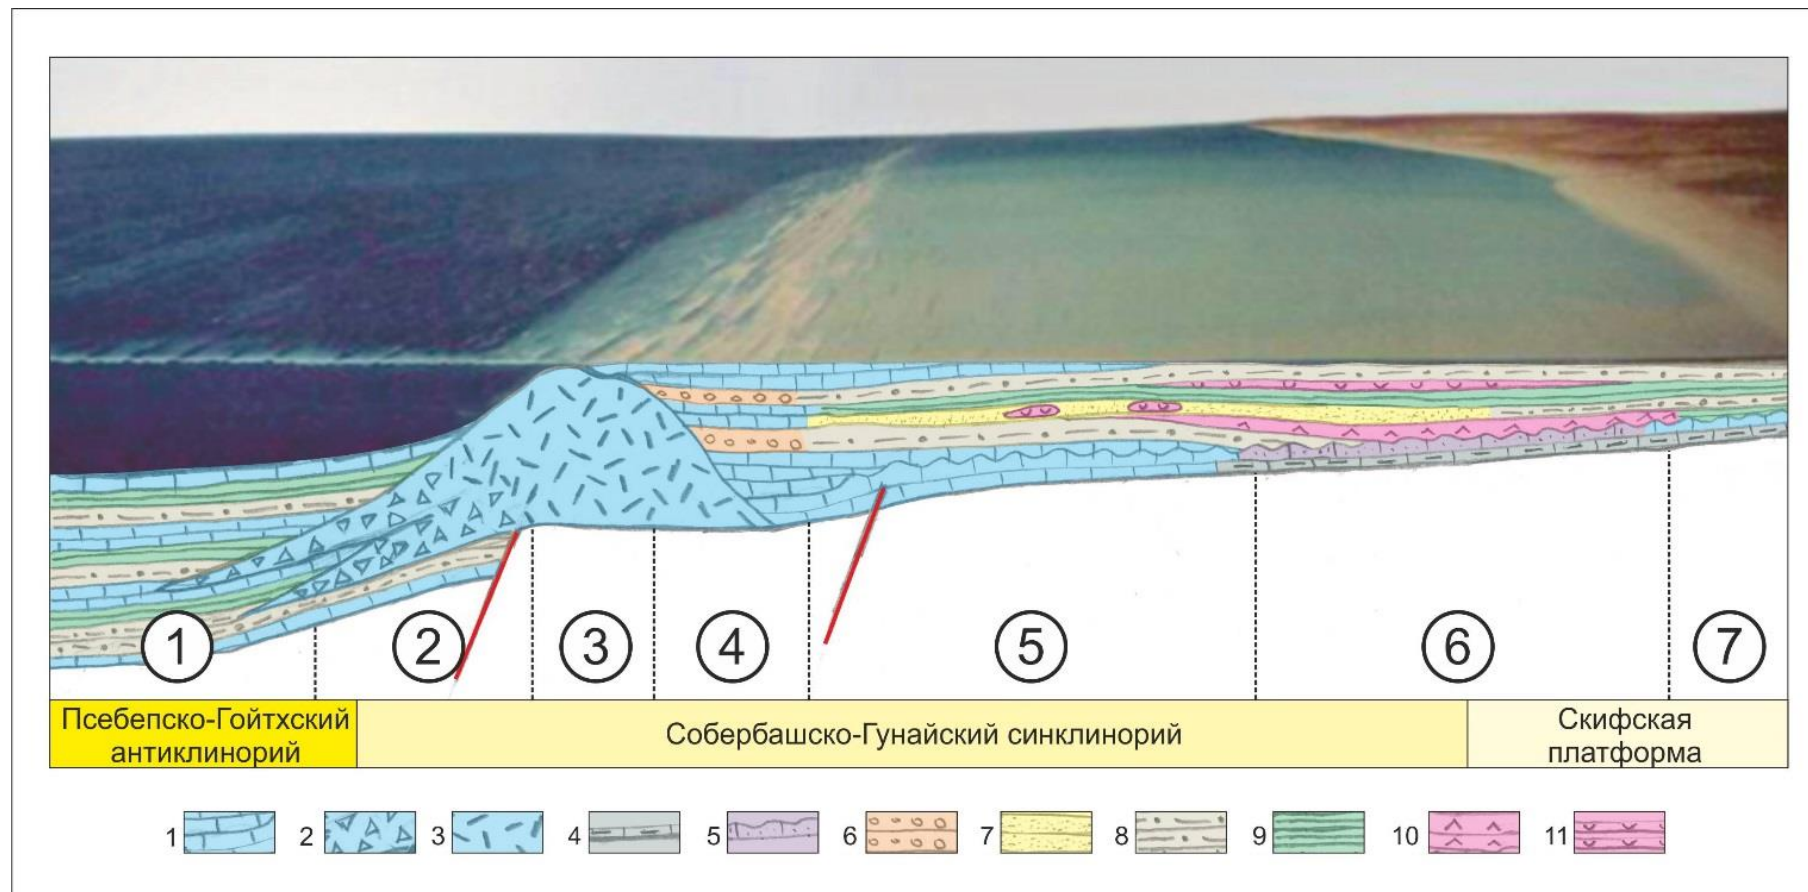 1 2 3 4 5 6 7
Псебепско-Гойтхский
антиклинорий
Собербашско-Гунайский синклинорий
Скифская
платформа
1 2 3 4 5 6 7 8 9 10 11